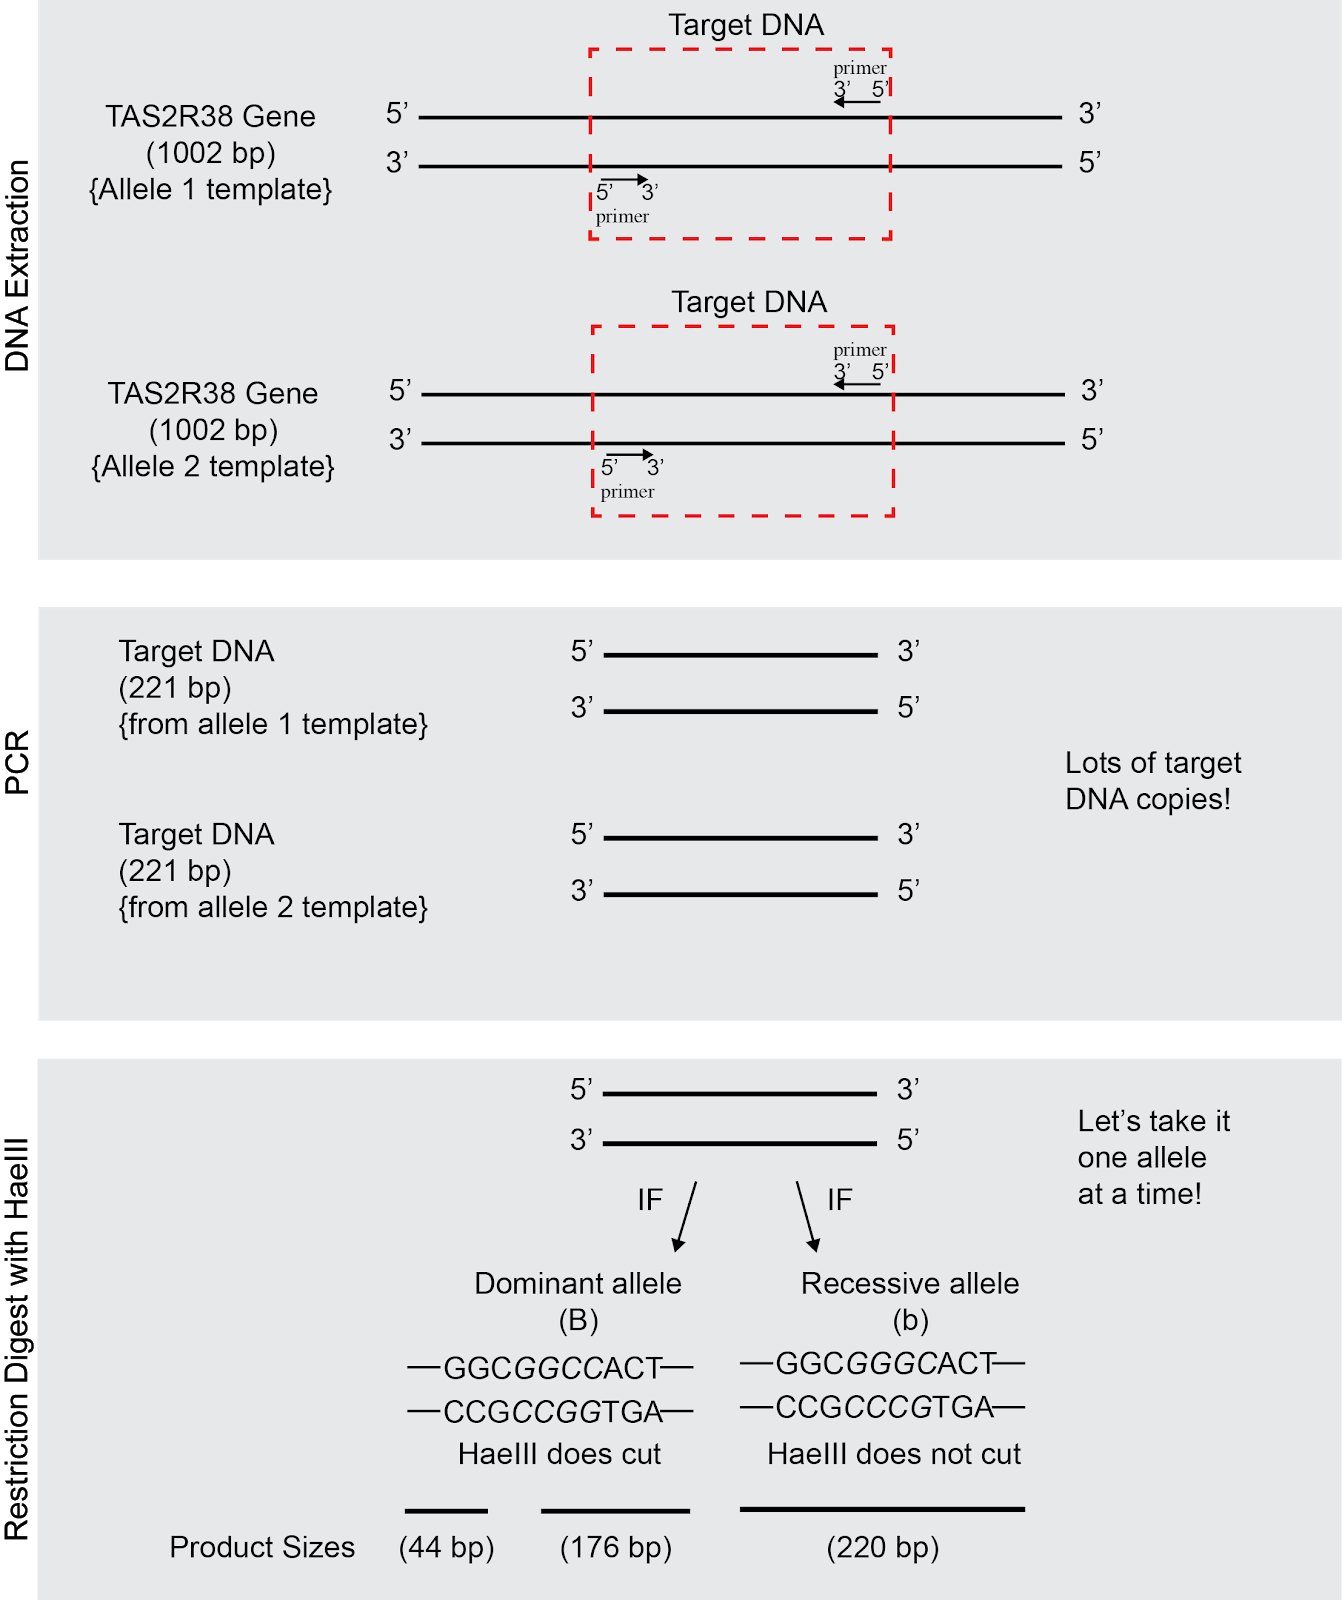 DNA Extraction
Target DNA
primer
3’ 5’
TAS2R38 Gene
(1002 bp)
{Allele 1 template}
5’ 3’
3’ 5’
5’ 3’
primer
Target DNA
primer
3’ 5’
TAS2R38 Gene
(1002 bp)
{Allele 2 template}
5’ 3’
3’ 5’
5’ 3’
primer
PCR
Target DNA
(221 bp)
{from allele 1 template}
5’ 3’
3’ 5’
Lots of target
DNA copies!
Target DNA
(221 bp)
{from allele 2 template}
5’ 3’
3’ 5’
Restriction Digest with HaeIII
5’ 3’
3’ 5’
Let’s take it
one allele
at a time!
IF IF
Dominant allele
(B)
GGCGGCCACT
CCGCCGGTGA
HaeIII does cut
Recessive allele
(b)
GGCGGGCACT
CCGCCCGTGA
HaeIII does not cut
Product Sizes (44 bp) (176 bp) (220 bp)